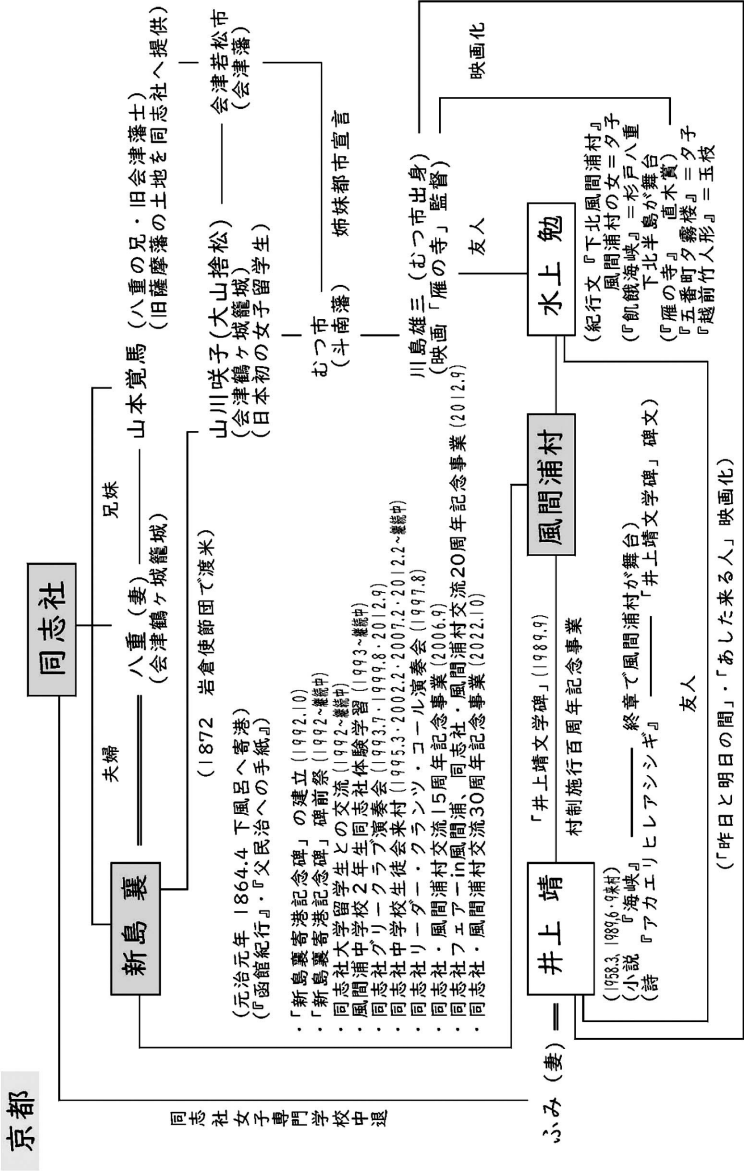 京都
同志社
新島 襄
夫婦
八重（妻）
（会津鶴ヶ城籠城）
兄妹
山本覚馬（八重の兄・旧会津藩士）
（旧薩摩藩の土地を同志社へ提供）
（1872 岩倉使節団で渡米）
山川咲子（大山捨松）
（会津鶴ヶ城籠城）
（日本初の女子留学生）
会津若松市
（会津藩）
姉妹都市宣言
むつ市
（斗南藩）
（元治元年 1864.4 下風呂へ寄港）
（『函館紀行』・『父民治への手紙』）
・「新島襄寄港記念碑」の建立（1992.10）
・「新島襄寄港記念碑」碑前祭（1992～継続中）
・同志社大学留学生との交流（1992～継続中）
・風間浦中学校２年生同志社体験学習（1993～継続中）
・同志社グリークラブ演奏会（1993.7・1999.8・2012.9）
・同志社中学校生徒会来村（1995.3・2002.2・2007.2・2012.2～継続中）
・同志社リーダー・クランツ・コール演奏会（1997.8）
・同志社・風間浦村交流15周年記念事業（2006.9）
・同志社フェアーin風間浦、同志社・風間浦村交流20周年記念事業（2012.9）
・同志社・風間浦村交流30周年記念事業（2022.10）
川島雄三（むつ市出身）
（映画「雁の寺」監督）
映画化
友人
同志社女子専門学校中退
ふみ（妻）
井上 靖
「井上靖文学碑」（1989.9）
村制施行百周年記念事業
風間浦村
水上 勉
（1958.3、1989.6・9来村）
（小説 『海峡』 終章で風間浦村が舞台）
（詩 『アカエリヒレアシシギ』 「井上靖文学碑」碑文）
（紀行文『下北風間浦村』
風間浦村の女＝夕子
（『飢餓海峡』＝杉戸八重
下北半島が舞台
（『雁の寺』 直木賞）
『五番町夕霧楼』＝夕子
『越前竹人形』＝玉枝
友人
（「昨日と明日の間」・「あした来る人」映画化）